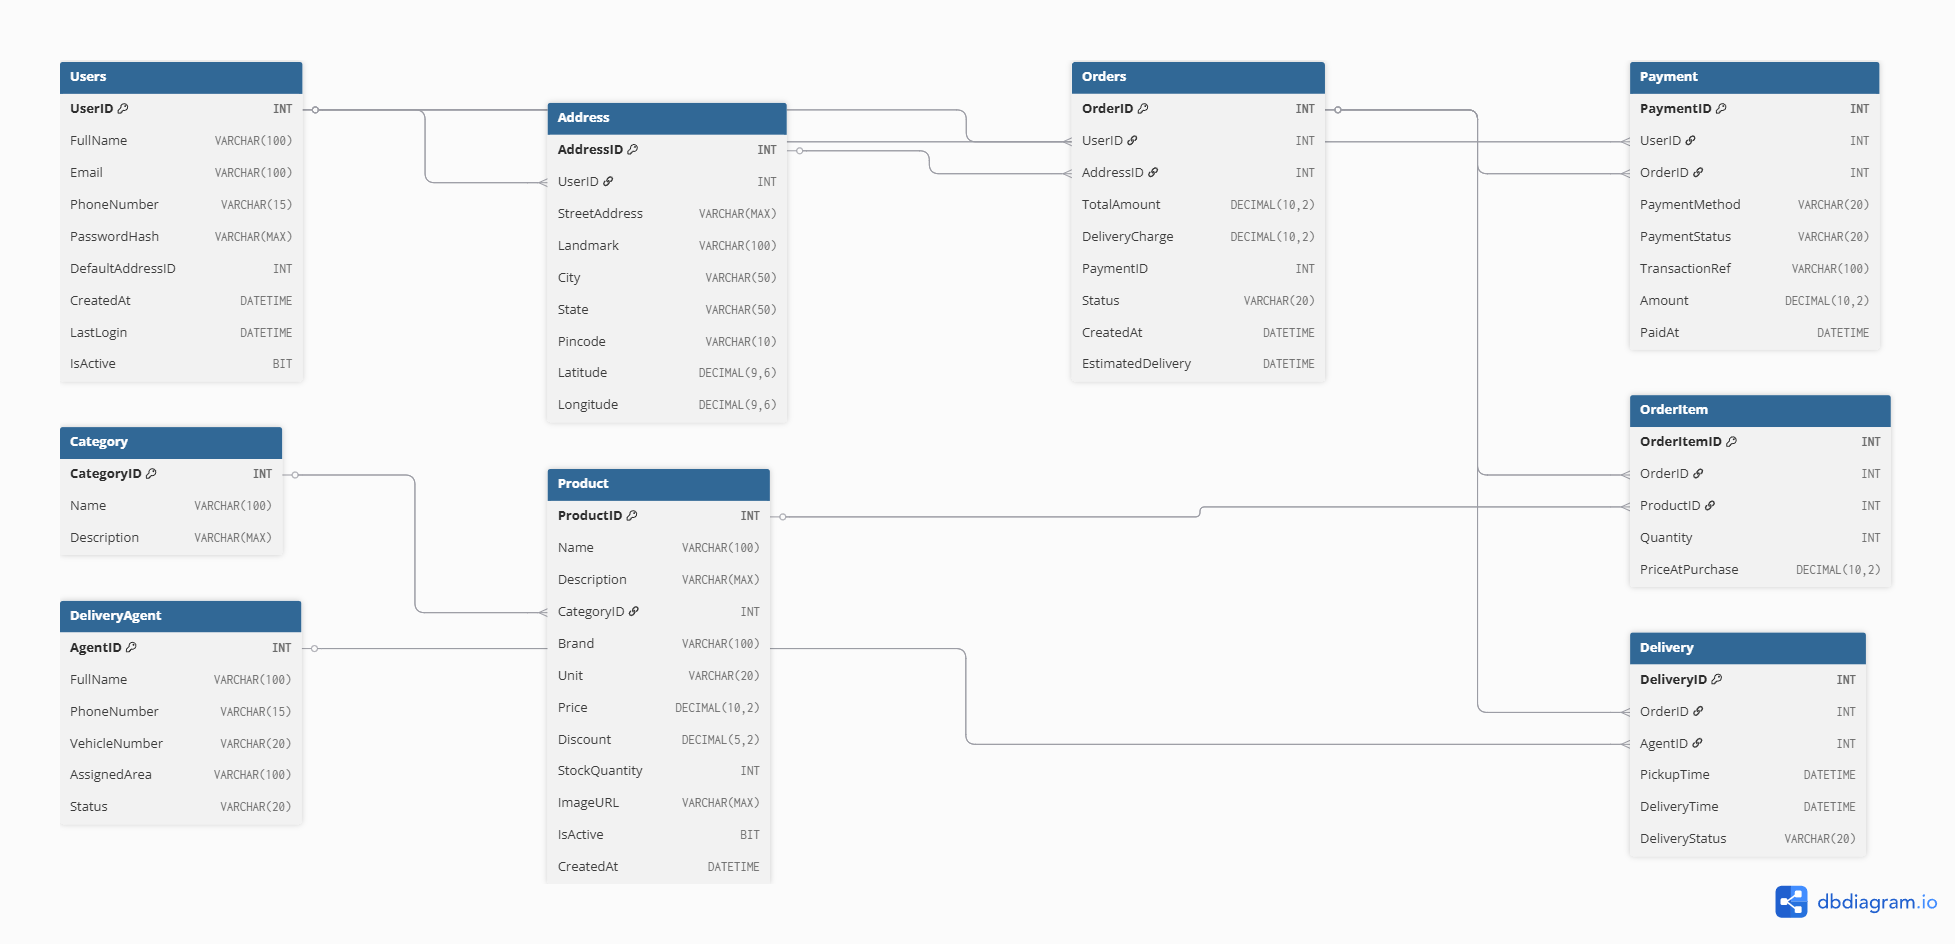 Users
UserID INT
FullName VARCHAR(100)
Email VARCHAR(100)
PhoneNumber VARCHAR(15)
PasswordHash VARCHAR(MAX)
DefaultAddressID INT
CreatedAt DATETIME
LastLogin DATETIME
IsActive BIT
Address
AddressID INT
UserID INT
StreetAddress VARCHAR(MAX)
Landmark VARCHAR(100)
City VARCHAR(50)
State VARCHAR(50)
Pincode VARCHAR(10)
Latitude DECIMAL(9,6)
Longitude DECIMAL(9,6)
Orders
OrderID INT
UserID INT
AddressID INT
TotalAmount DECIMAL(10,2)
DeliveryCharge DECIMAL(10,2)
PaymentID INT
Status VARCHAR(20)
CreatedAt DATETIME
EstimatedDelivery DATETIME
Payment
PaymentID INT
UserID INT
OrderID INT
PaymentMethod VARCHAR(20)
PaymentStatus VARCHAR(20)
TransactionRef VARCHAR(100)
Amount DECIMAL(10,2)
PaidAt DATETIME
Category
CategoryID INT
Name VARCHAR(100)
Description VARCHAR(MAX)
Product
ProductID INT
Name VARCHAR(100)
Description VARCHAR(MAX)
CategoryID INT
Brand VARCHAR(100)
Unit VARCHAR(20)
Price DECIMAL(10,2)
Discount DECIMAL(5,2)
StockQuantity INT
ImageURL VARCHAR(MAX)
IsActive BIT
CreatedAt DATETIME
OrderItem
OrderItemID INT
OrderID INT
ProductID INT
Quantity INT
PriceAtPurchase DECIMAL(10,2)
DeliveryAgent
AgentID INT
FullName VARCHAR(100)
PhoneNumber VARCHAR(15)
VehicleNumber VARCHAR(20)
AssignedArea VARCHAR(100)
Status VARCHAR(20)
Delivery
DeliveryID INT
OrderID INT
AgentID INT
PickupTime DATETIME
DeliveryTime DATETIME
DeliveryStatus VARCHAR(20)
dbdiagram.io